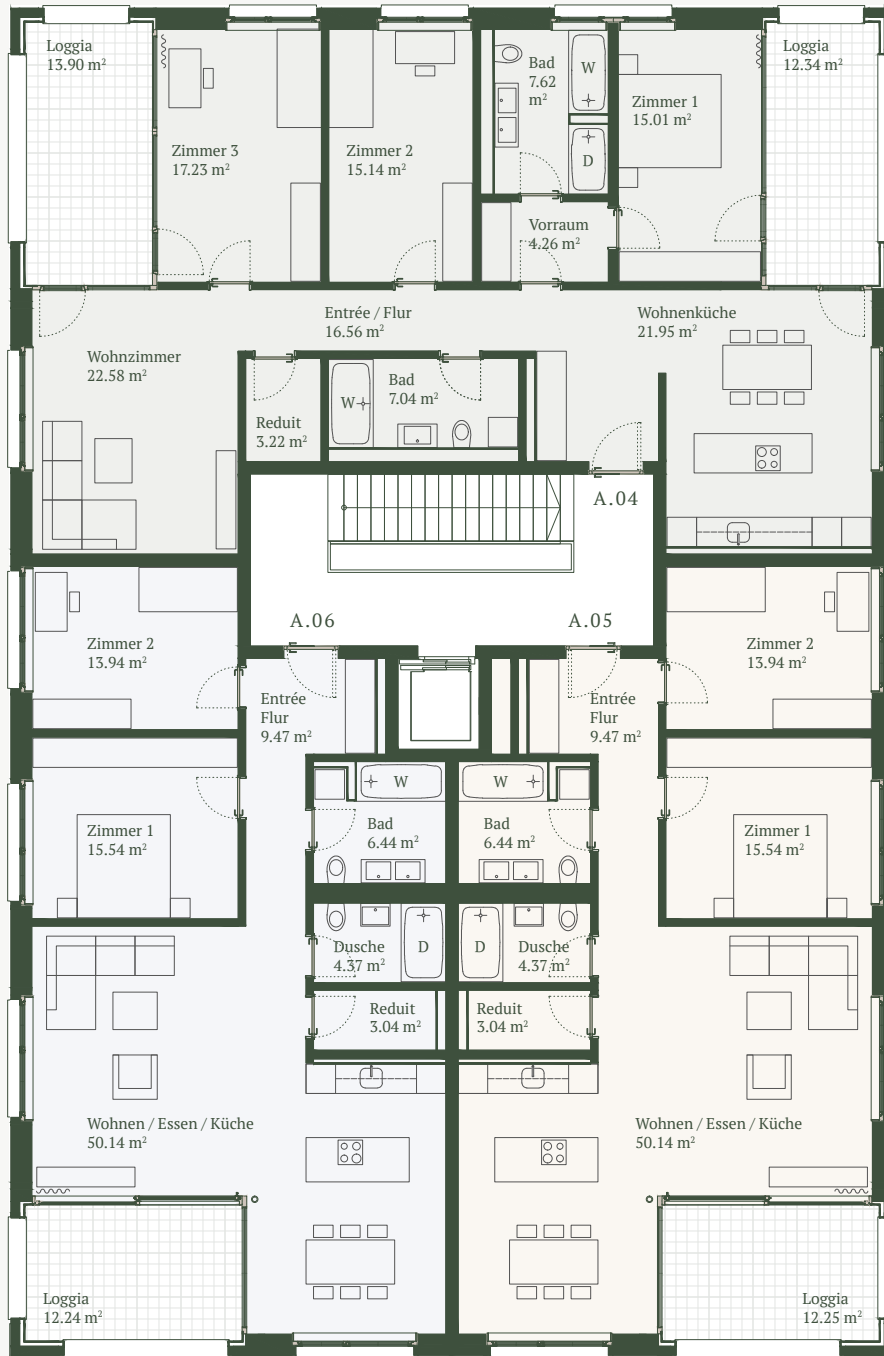 Loggia
13.90 m²
Zimmer 3
17.23 m²
Zimmer 2
15.14 m²
Bad
7.62
m²
W
D
Zimmer 1
15.01 m²
Loggia
12.34 m²
Vorraum
4.26 m²
Entrée / Flur
16.56 m²
Wohnenküche
21.95 m²
Wohnzimmer
22.58 m²
Reduit
3.22 m²
W
Bad
7.04 m²
A.04
A.06
A.05
Zimmer 2
13.94 m²
Entrée
Flur
9.47 m²
Entrée
Flur
9.47 m²
Zimmer 2
13.94 m²
Zimmer 1
15.54 m²
W
Bad
6.44 m²
W
Bad
6.44 m²
Zimmer 1
15.54 m²
Dusche
4.37 m²
D
D
Dusche
4.37 m²
Reduit
3.04 m²
Reduit
3.04 m²
Wohnen / Essen / Küche
50.14 m²
Wohnen / Essen / Küche
50.14 m²
Loggia
12.24 m²
Loggia
12.25 m²